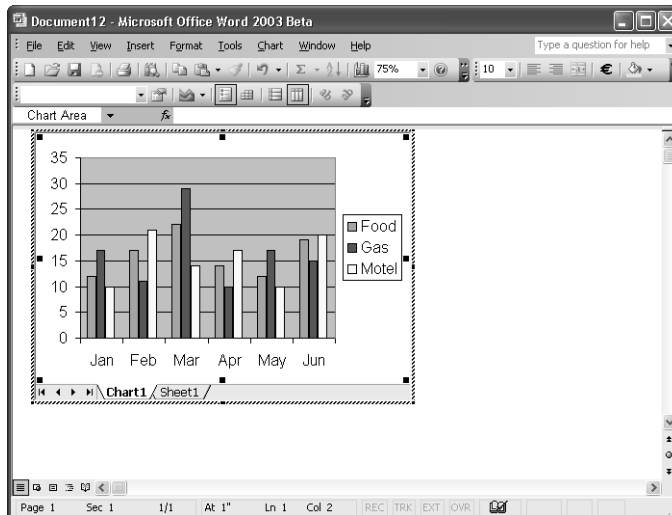 Document12 - Microsoft Office Word 2003 Beta
File Edit View Insert Format Tools Chart Window Help Type a question for help
75% 10
Chart Area fx
35
30
25
20
15
10
5
0
Jan Feb Mar Apr May Jun
Food
Gas
Motel
Chart1 Sheet1
Page 1 Sec 1 1/1 At 1" Ln 1 Col 2 REC TRK EXT OVR